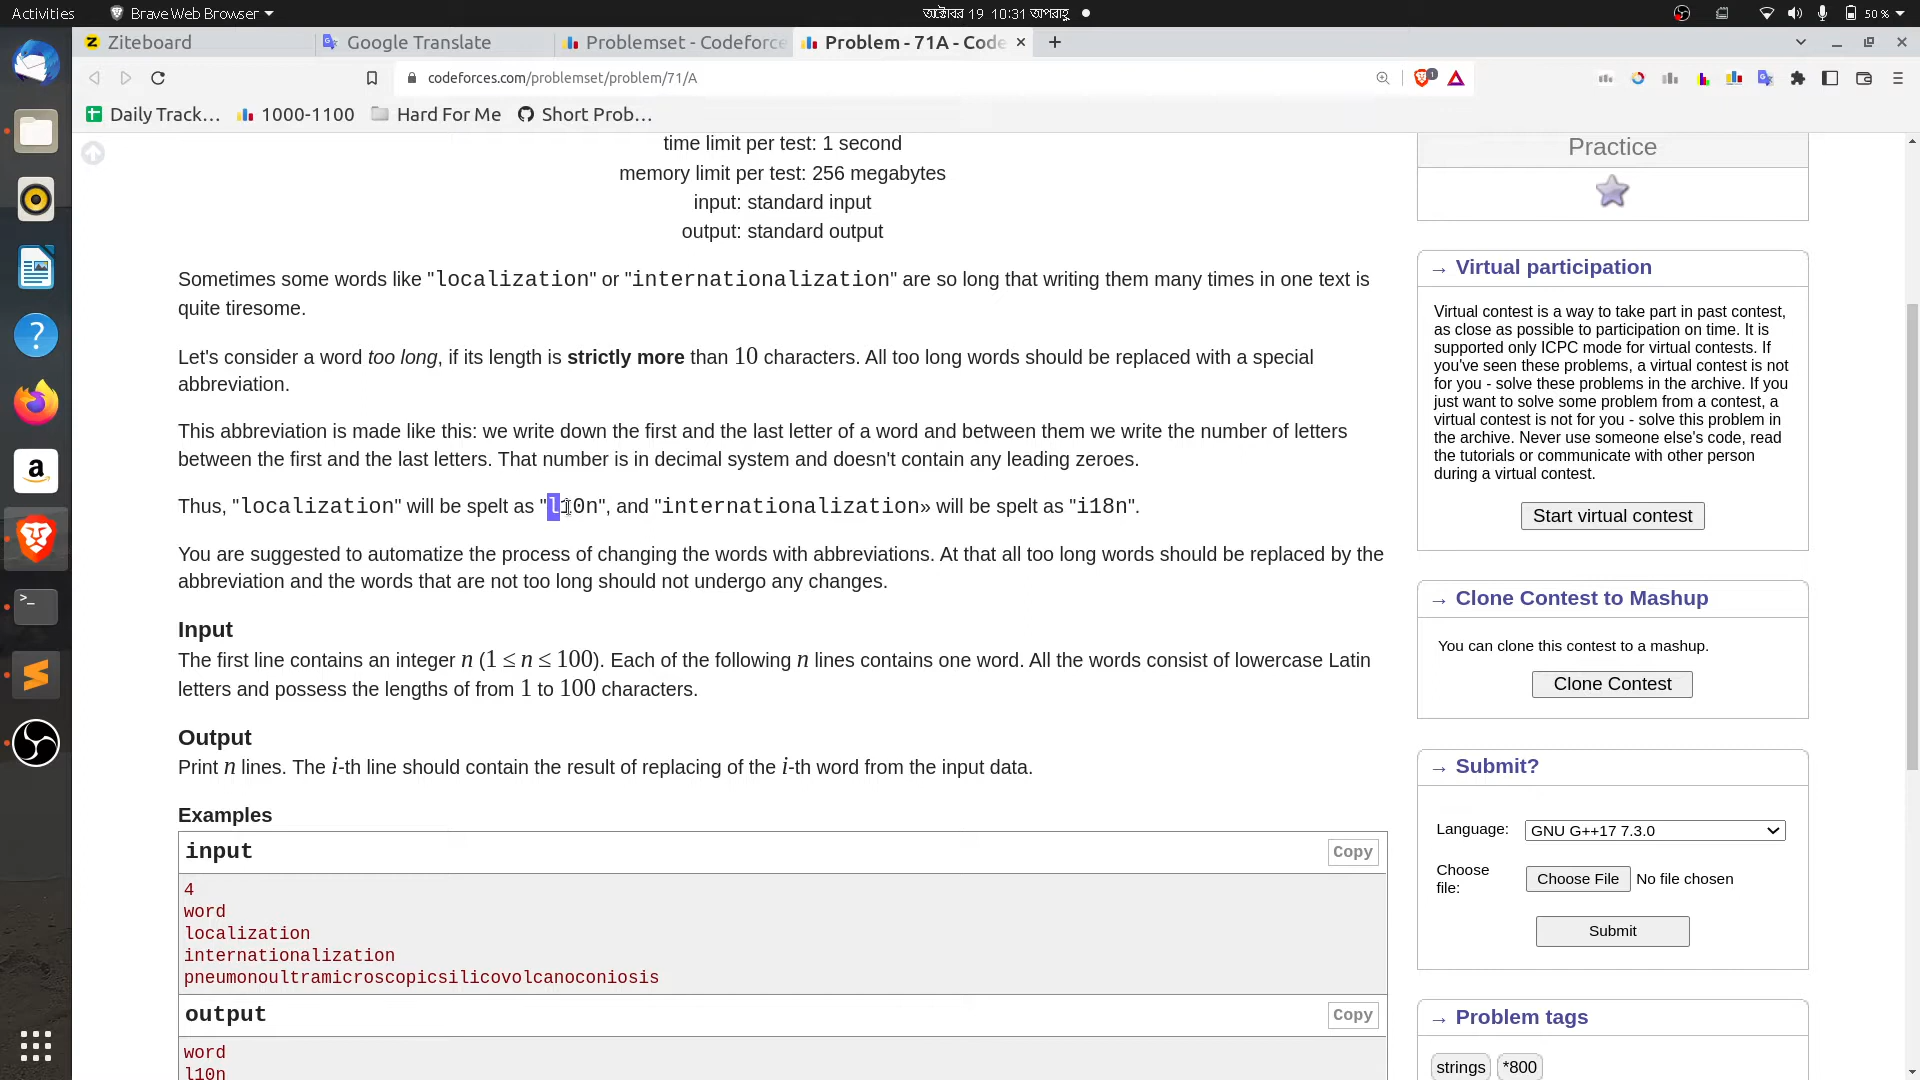 Activities
Brave Web Browser
অক্টোবর 19 10:31 অপরাহ্ণ
50 %
Ziteboard
Google Translate
Problemset - Codeforce
Problem - 71A - Code
codeforces.com/problemset/problem/71/A
1
Daily Track…
1000-1100
Hard For Me
Short Prob…
time limit per test: 1 second
memory limit per test: 256 megabytes
input: standard input
output: standard output
Sometimes some words like "localization" or "internationalization" are so long that writing them many times in one text is
quite tiresome.
Let's consider a word too long, if its length is strictly more than 10 characters. All too long words should be replaced with a special
abbreviation.
This abbreviation is made like this: we write down the first and the last letter of a word and between them we write the number of letters
between the first and the last letters. That number is in decimal system and doesn't contain any leading zeroes.
Thus, "localization" will be spelt as "l10n", and "internationalization» will be spelt as "i18n".
You are suggested to automatize the process of changing the words with abbreviations. At that all too long words should be replaced by the
abbreviation and the words that are not too long should not undergo any changes.
Input
The first line contains an integer n (1 ≤ n ≤ 100). Each of the following n lines contains one word. All the words consist of lowercase Latin
letters and possess the lengths of from 1 to 100 characters.
Output
Print n lines. The i-th line should contain the result of replacing of the i-th word from the input data.
Examples
input
Copy
4
word
localization
internationalization
pneumonoultramicroscopicsilicovolcanoconiosis
output
Copy
word
l10n
Practice
→ Virtual participation
Virtual contest is a way to take part in past contest,
as close as possible to participation on time. It is
supported only ICPC mode for virtual contests. If
you've seen these problems, a virtual contest is not
for you - solve these problems in the archive. If you
just want to solve some problem from a contest, a
virtual contest is not for you - solve this problem in
the archive. Never use someone else's code, read
the tutorials or communicate with other person
during a virtual contest.
Start virtual contest
→ Clone Contest to Mashup
You can clone this contest to a mashup.
Clone Contest
→ Submit?
Language: GNU G++17 7.3.0
Choose
file:
Choose File No file chosen
Submit
→ Problem tags
strings *800